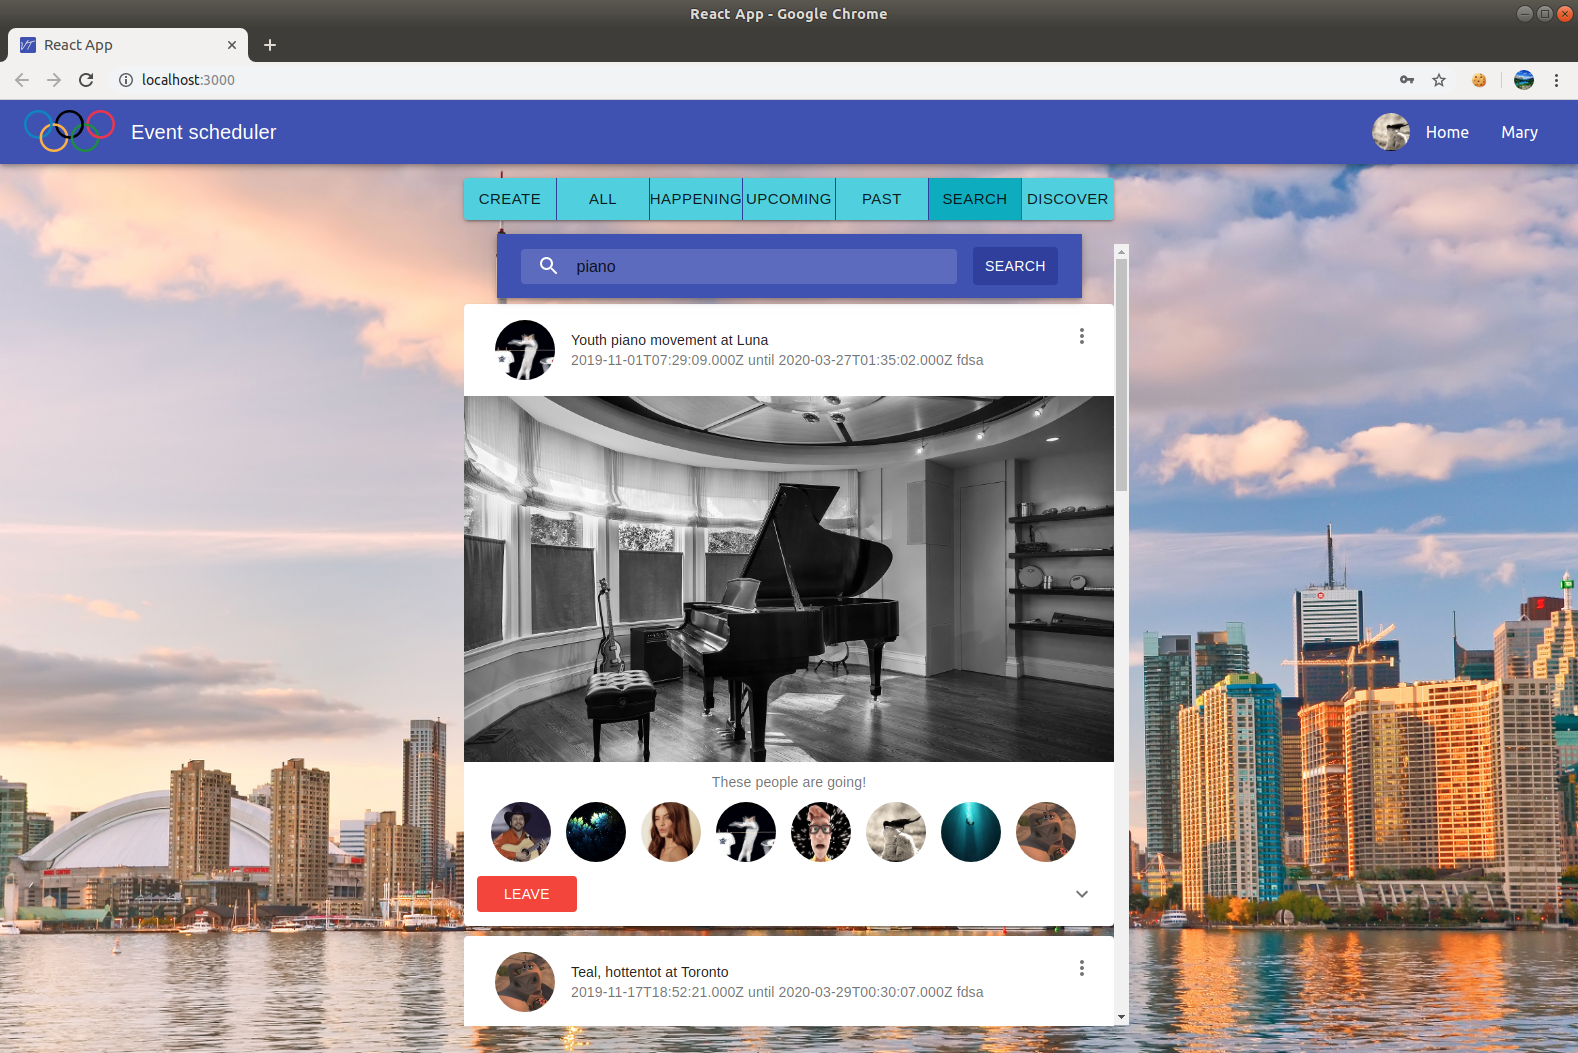 React App - Google Chrome
React App
localhost:3000
Event scheduler
Home
Mary
CREATE
ALL
HAPPENING
UPCOMING
PAST
SEARCH
DISCOVER
piano
SEARCH
Youth piano movement at Luna
2019-11-01T07:29:09.000Z until 2020-03-27T01:35:02.000Z fdsa
These people are going!
LEAVE
Teal, hottentot at Toronto
2019-11-17T18:52:21.000Z until 2020-03-29T00:30:07.000Z fdsa